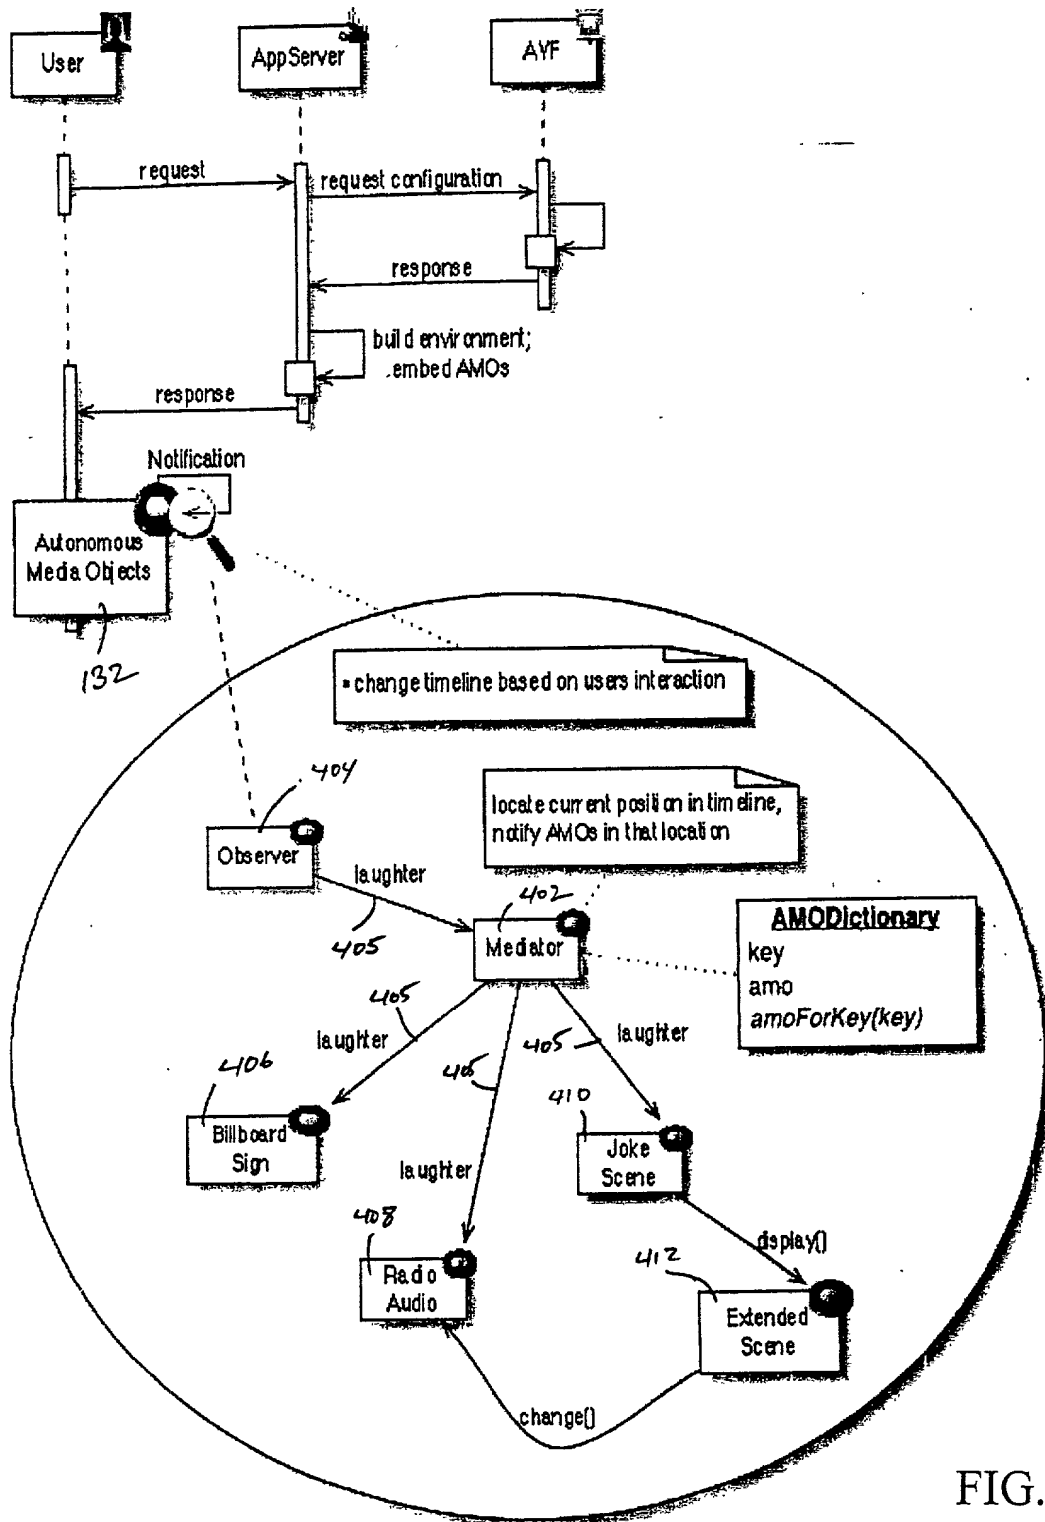 User
AppServer
AYF
request
request configuration
response
build environment;
.embed AMOs
response
Notification
Autonomous
Media Objects
132
change timeline based on users interaction
404
locate current position in timeline,
notify AMOs in that location
Observer
laughter
405
402
Mediator
AMODictionary
key
amo
amoForKey(key)
405
laughter
405
405
laughter
406
410
Billboard
Sign
Joke
Scene
laughter
408
display()
412
Radio
Audio
Extended
Scene
change()
FIG.